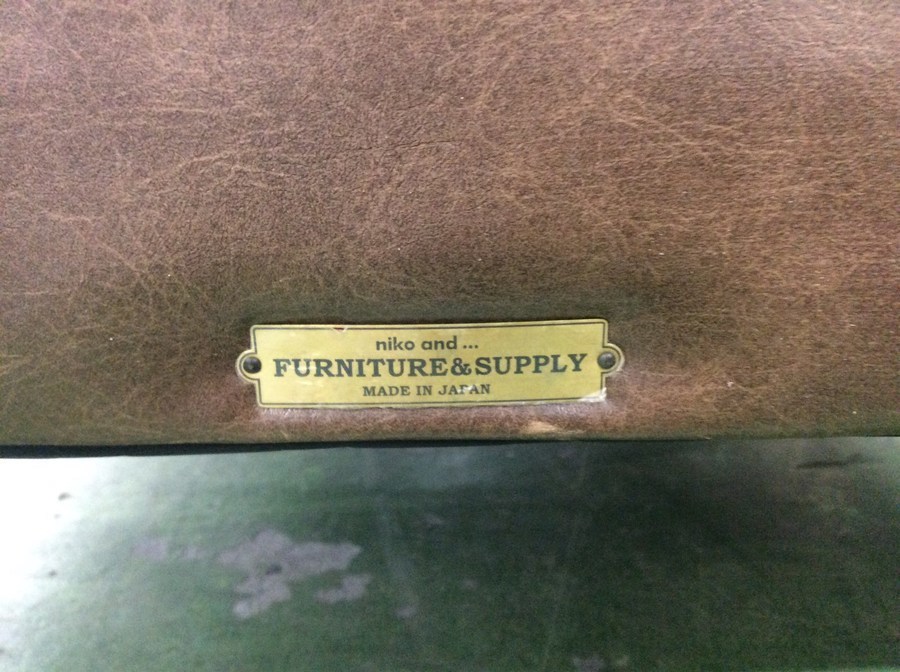 niko and ...
FURNITURE&SUPPLY
MADE IN JAPAN